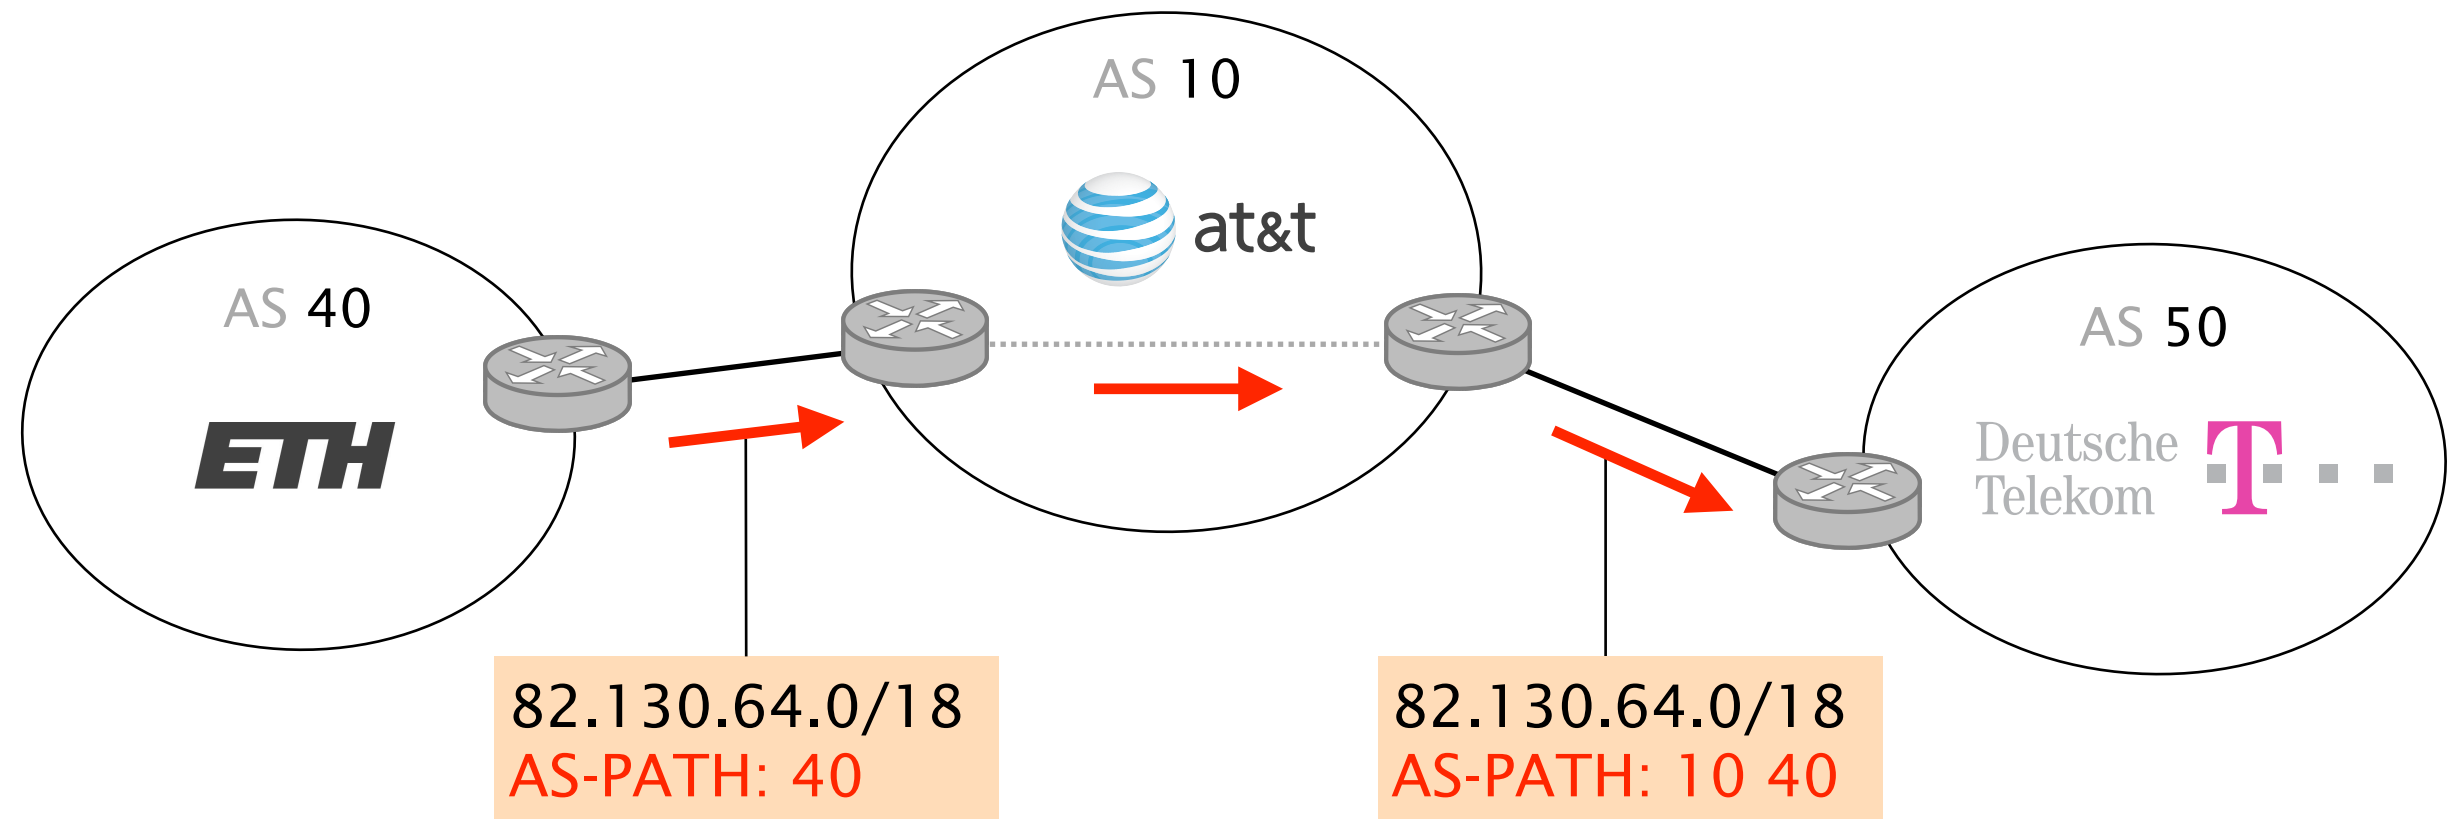 AS 10
at&t
AS 40
ETH
AS 50
Deutsche
Telekom
T
82.130.64.0/18
AS-PATH: 40
82.130.64.0/18
AS-PATH: 10 40